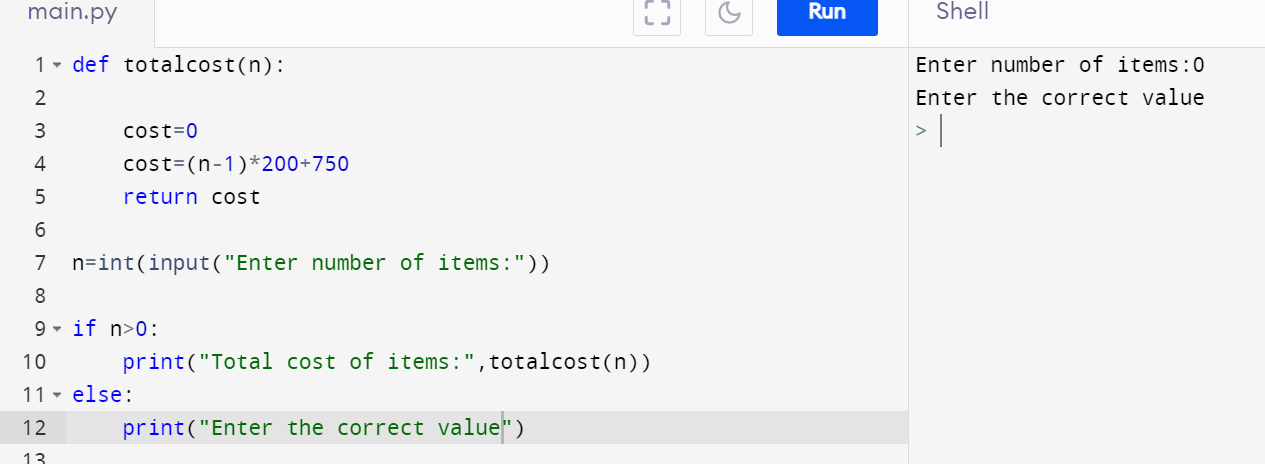 main.py
Run
Shell
1 def totalcost(n):
2
3     cost=0
4     cost=(n-1)*200+750
5     return cost
6
7 n=int(input("Enter number of items:"))
8
9 if n>0:
10     print("Total cost of items:",totalcost(n))
11 else:
12     print("Enter the correct value")
13
Enter number of items:0
Enter the correct value
>